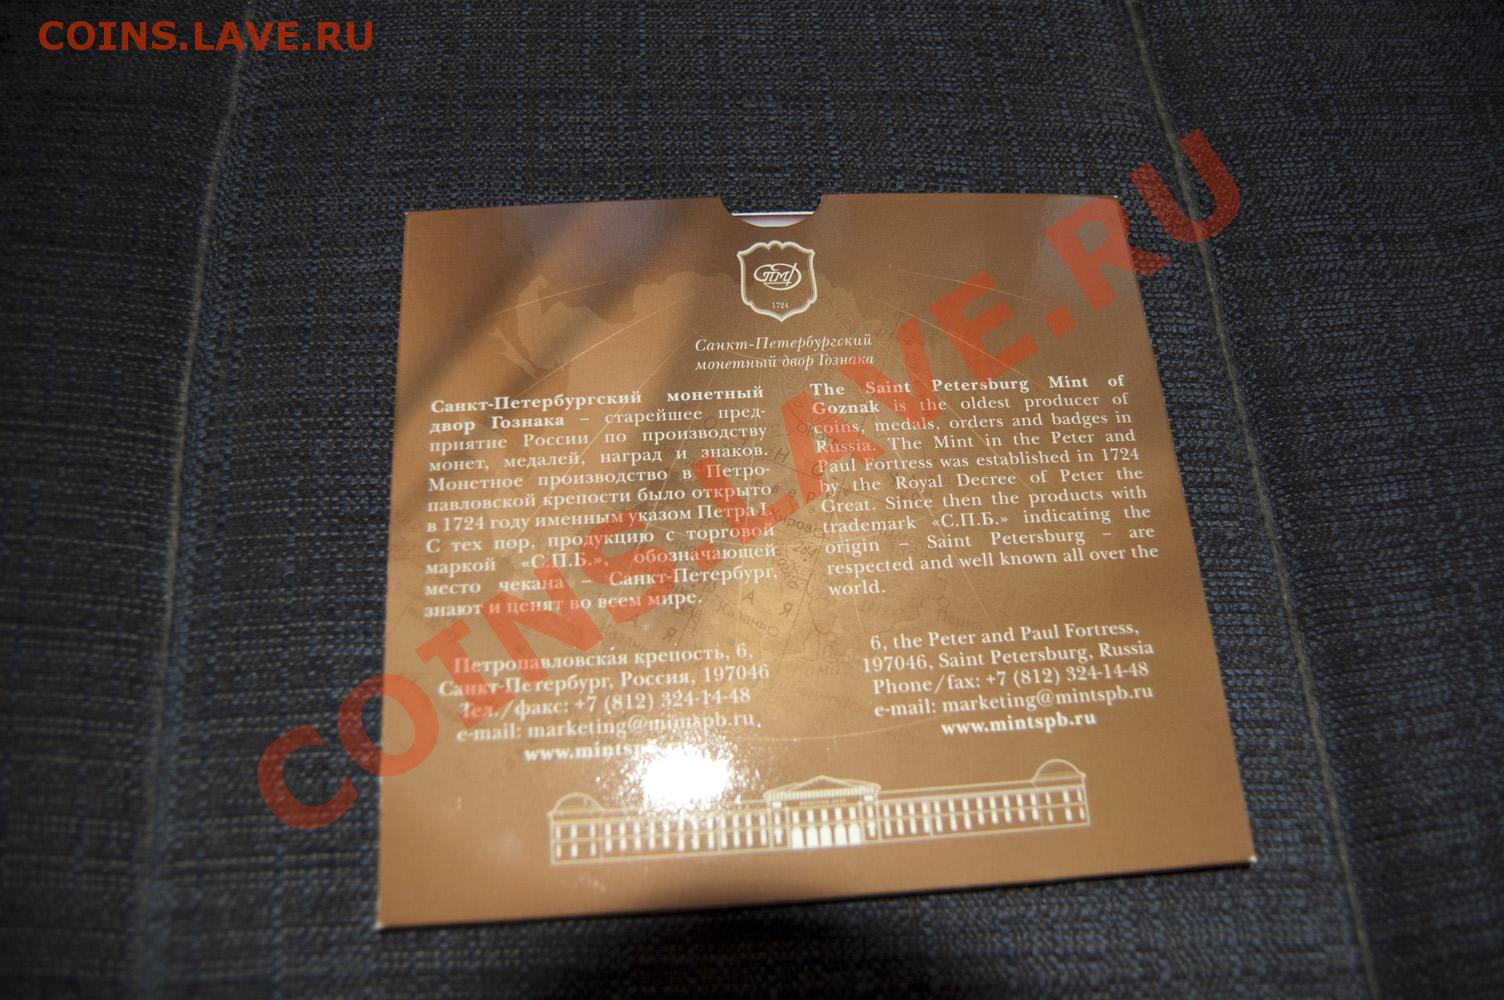 COINS.LAVE.RU
СПМД
1724
Санкт-Петербургский
монетный двор Гознака
Санкт-Петербургский монетный
двор Гознака – старейшее пред-
приятие России по производству
монет, медалей, наград и знаков.
Монетное производство в Петро-
павловской крепости было открыто
в 1724 году именным указом Петра I.
С тех пор, продукцию с торговой
маркой «С.П.Б.», обозначающей
место чекана – Санкт-Петербург,
знают и ценят во всем мире.
Петропавловская крепость, 6,
Санкт-Петербург, Россия, 197046
Тел./факс: +7 (812) 324-14-48
e-mail: marketing@mintspb.ru,
www.mintsp
The Saint Petersburg Mint of
Goznak is the oldest producer of
coins, medals, orders and badges in
Russia. The Mint in the Peter and
Paul Fortress was established in 1724
by the Royal Decree of Peter the
Great. Since then the products with
trademark «С.П.Б.» indicating the
origin – Saint Petersburg – are
respected and well known all over the
world.
6, the Peter and Paul Fortress,
197046, Saint Petersburg, Russia
Phone/fax: +7 (812) 324-14-48
e-mail: marketing@mintspb.ru
www.mintspb.ru
COINS.LAVE.RU